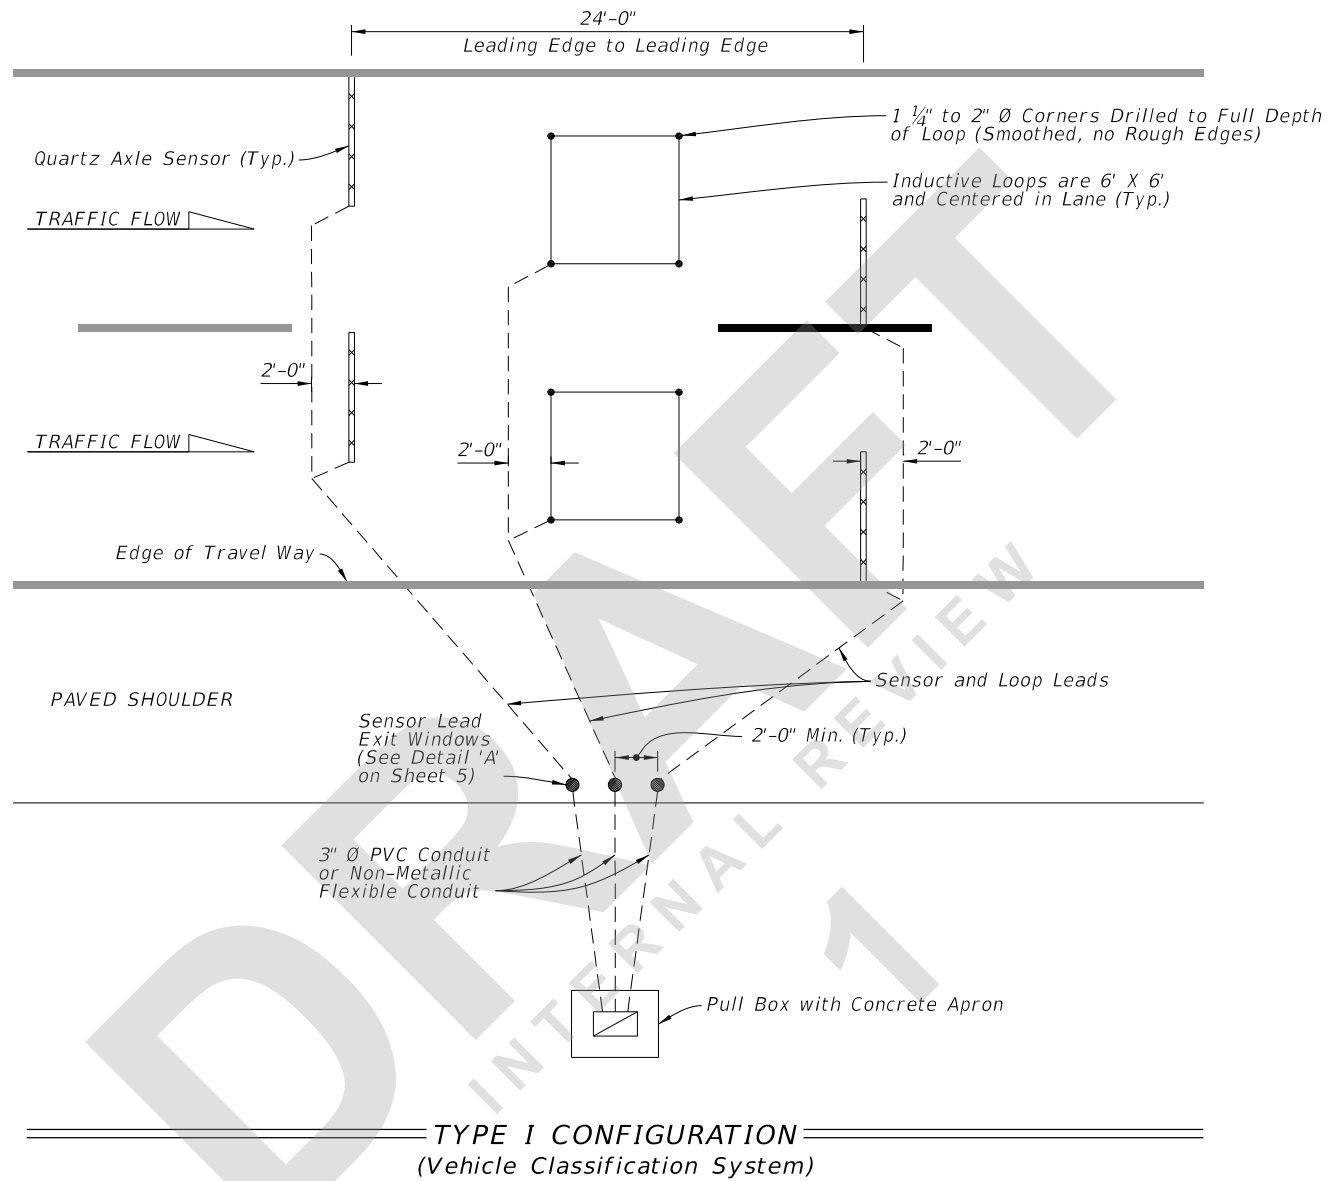 24'-0"
Leading Edge to Leading Edge
1 ¼" to 2" Ø Corners Drilled to Full Depth
of Loop (Smoothed, no Rough Edges)
Quartz Axle Sensor (Typ.)
Inductive Loops are 6' X 6'
and Centered in Lane (Typ.)
TRAFFIC FLOW
2'-0"
TRAFFIC FLOW
2'-0"
2'-0"
Edge of Travel Way
Sensor and Loop Leads
PAVED SHOULDER
Sensor Lead
Exit Windows
(See Detail 'A'
on Sheet 5)
2'-0" Min. (Typ.)
3" Ø PVC Conduit
or Non-Metallic
Flexible Conduit
Pull Box with Concrete Apron
TYPE I CONFIGURATION
(Vehicle Classification System)
DRAFT
INTERNAL REVIEW
1